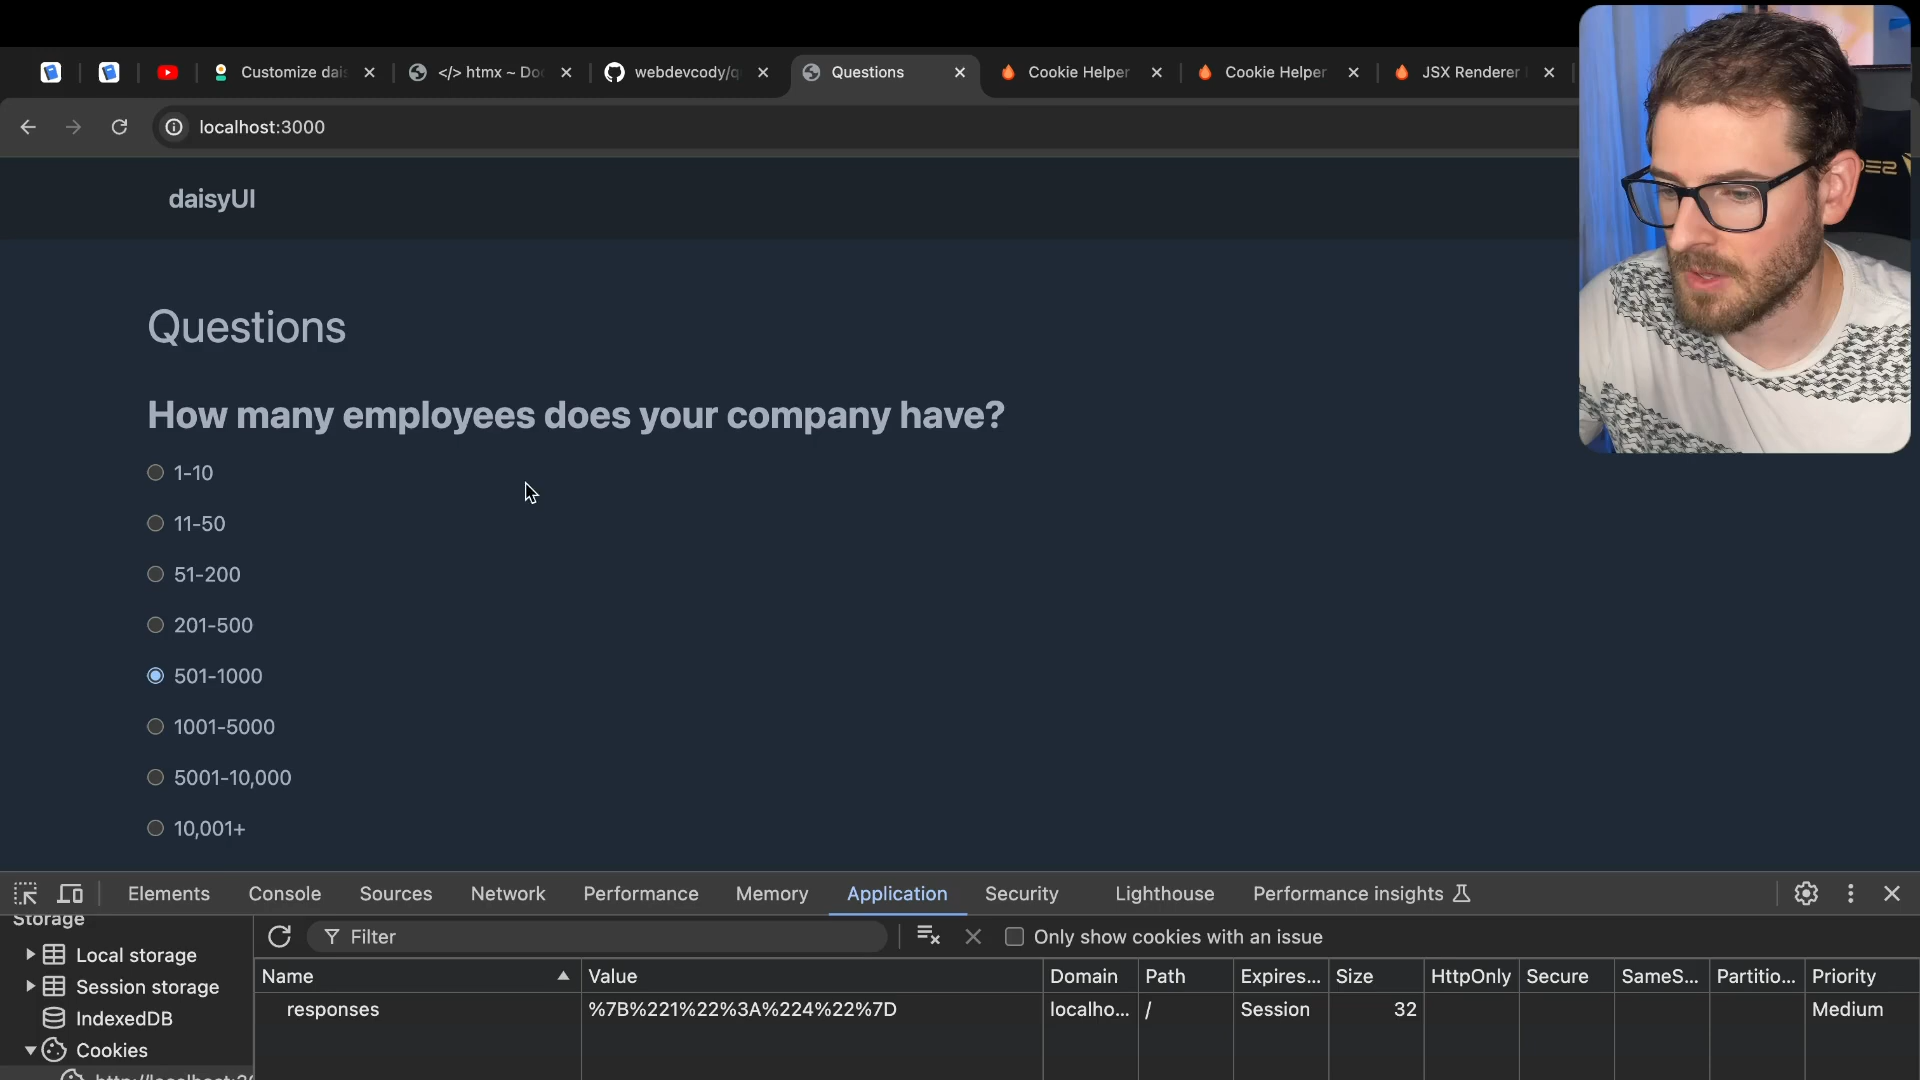 Customize dai
</> htmx ~ Do
webdevcody/q
Questions
Cookie Helper
Cookie Helper
JSX Renderer
localhost:3000
daisyUI
Questions
How many employees does your company have?
1-10
11-50
51-200
201-500
501-1000
1001-5000
5001-10,000
10,001+
Elements Console Sources Network Performance Memory Application Security Lighthouse Performance insights
Storage
Filter
Only show cookies with an issue
Local storage
Session storage
IndexedDB
Cookies
Name Value Domain Path Expires... Size HttpOnly Secure SameS... Partitio... Priority
responses %7B%221%22%3A%224%22%7D localho... / Session 32 Medium